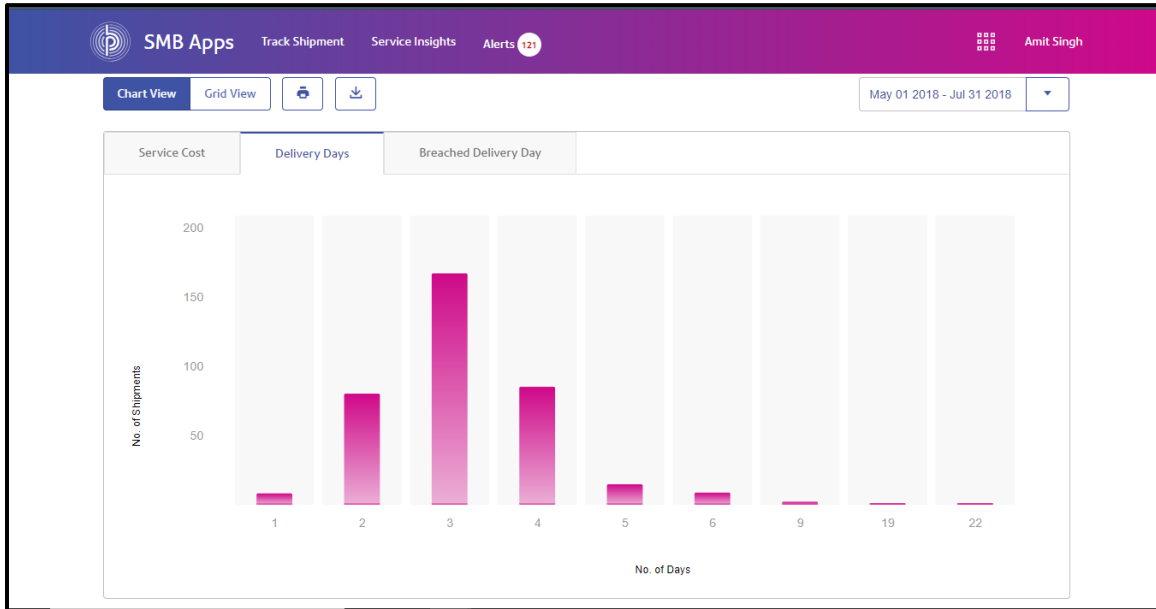 SMB Apps Track Shipment Service Insights Alerts 121 Amit Singh
Chart View Grid View May 01 2018 - Jul 31 2018
Service Cost Delivery Days Breached Delivery Day
200
150
100
50
No. of Shipments
1 2 3 4 5 6 9 19 22
No. of Days